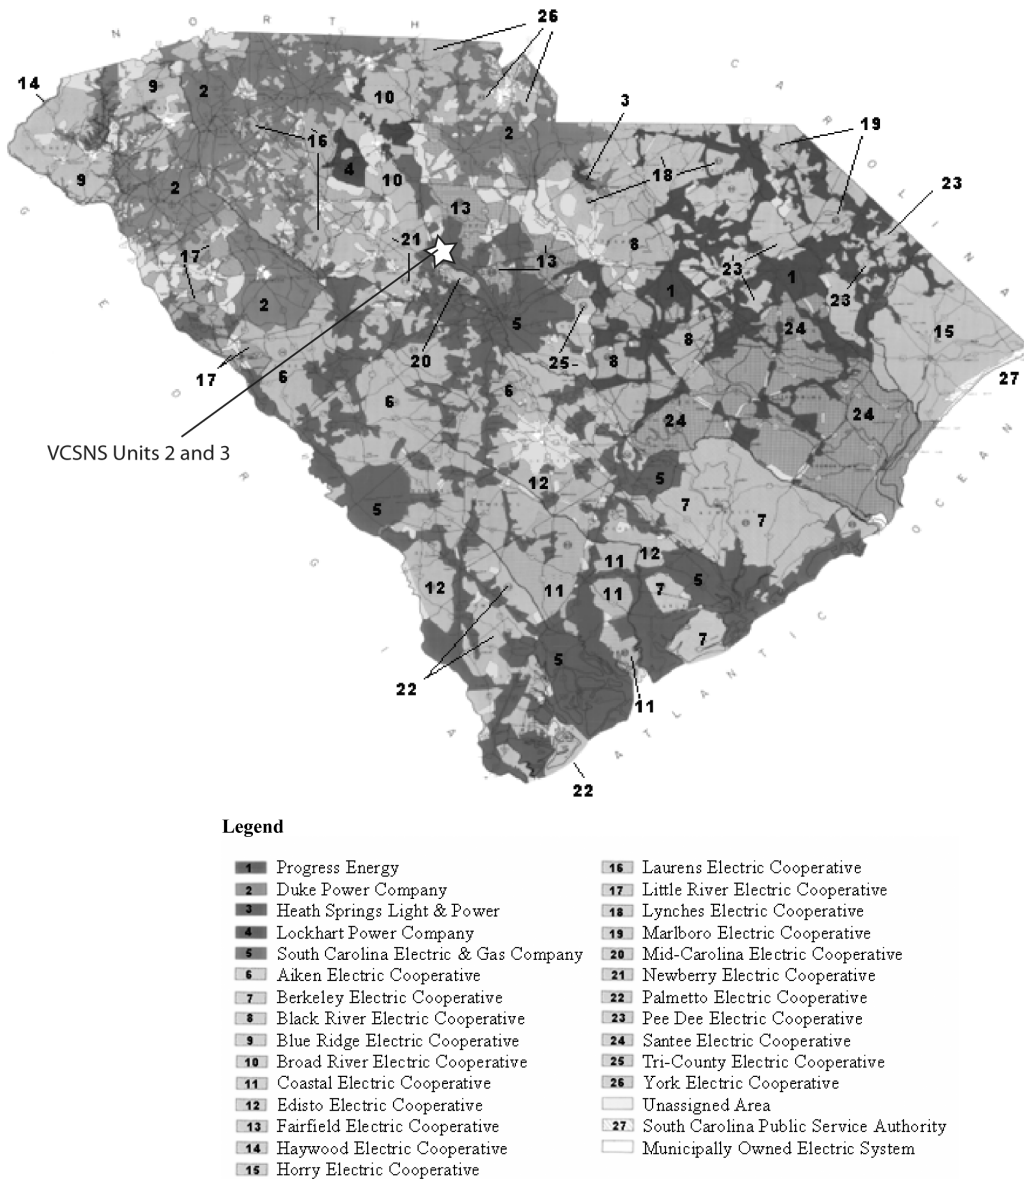 N O R T H
26
C A R O L I N A
14
9
2
10
3
16
2
19
4
18
10
9
2
23
13
21
8
17
13
23
1
1
23
2
5
24
15
20
8
25
8
17
6
27
6
6
24
24
VCSNS Units 2 and 3
12
5
5
7
7
12
11
12
11
11
7
5
7
5
22
11
22
G E O R G I A
A T L A N T I C
O C E A N
Legend
1 Progress Energy
2 Duke Power Company
3 Heath Springs Light & Power
4 Lockhart Power Company
5 South Carolina Electric & Gas Company
6 Aiken Electric Cooperative
7 Berkeley Electric Cooperative
8 Black River Electric Cooperative
9 Blue Ridge Electric Cooperative
10 Broad River Electric Cooperative
11 Coastal Electric Cooperative
12 Edisto Electric Cooperative
13 Fairfield Electric Cooperative
14 Haywood Electric Cooperative
15 Horry Electric Cooperative
16 Laurens Electric Cooperative
17 Little River Electric Cooperative
18 Lynches Electric Cooperative
19 Marlboro Electric Cooperative
20 Mid-Carolina Electric Cooperative
21 Newberry Electric Cooperative
22 Palmetto Electric Cooperative
23 Pee Dee Electric Cooperative
24 Santee Electric Cooperative
25 Tri-County Electric Cooperative
26 York Electric Cooperative
Unassigned Area
27 South Carolina Public Service Authority
Municipally Owned Electric System